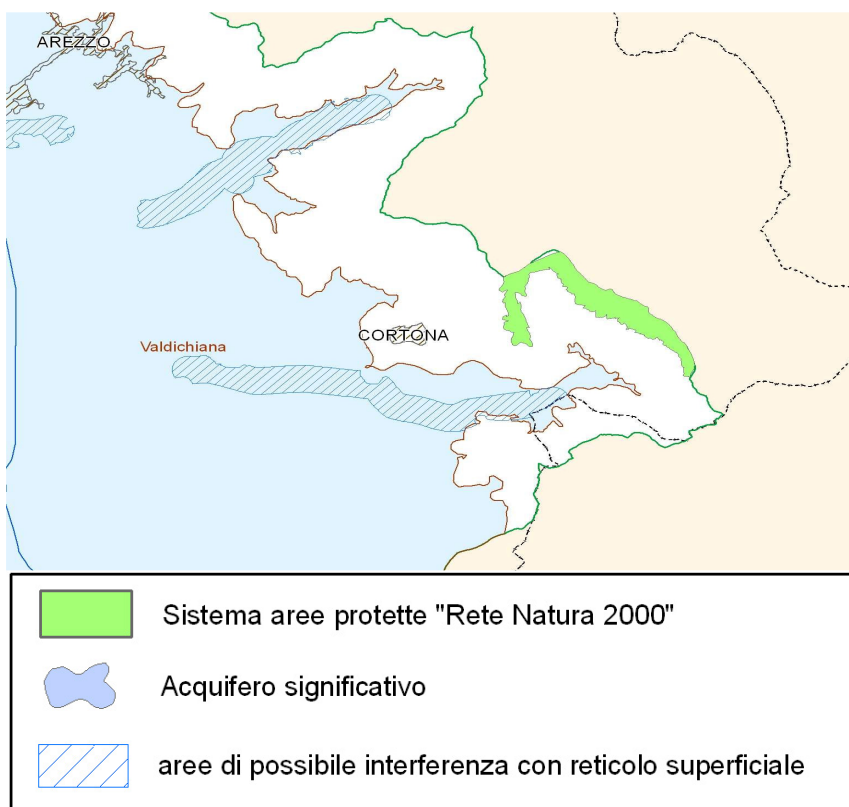 AREZZO
CORTONA
Valdichiana
Sistema aree protette "Rete Natura 2000"
Acquifero significativo
aree di possibile interferenza con reticolo superficiale